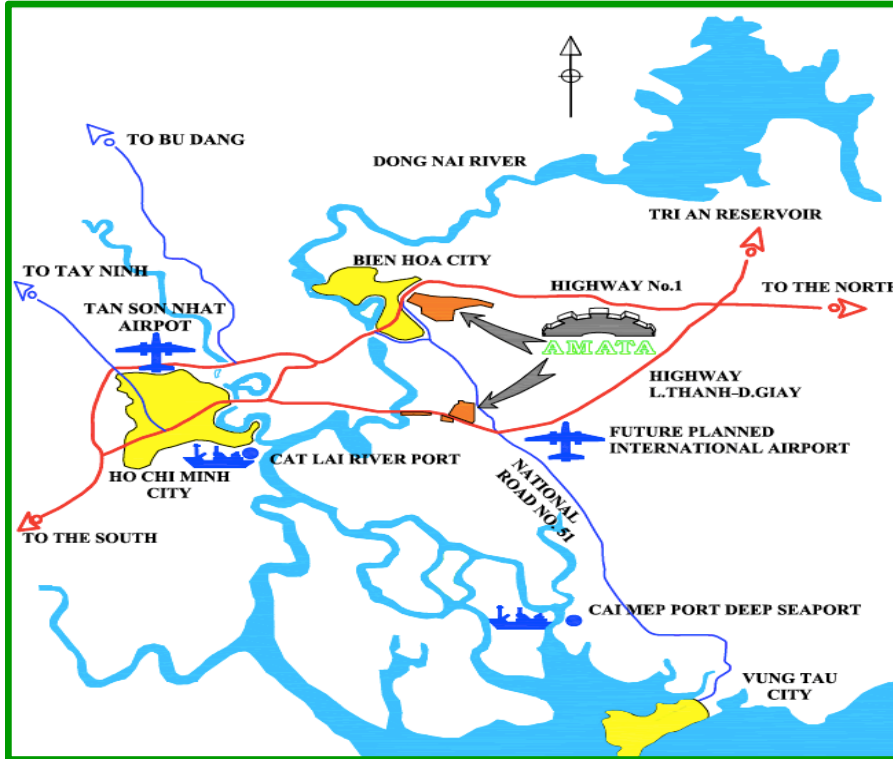 TO BU DANG
DONG NAI RIVER
TRI AN RESERVOIR
BIEN HOA CITY
TO TAY NINH
HIGHWAY No.1
TO THE NORTH
TAN SON NHAT
AIRPOT
AMATA
HIGHWAY
L.THANH-D.GIAY
FUTURE PLANNED
INTERNATIONAL AIRPORT
CAT LAI RIVER PORT
HO CHI MINH
CITY
NATIONAL
ROAD NO. 51
TO THE SOUTH
CAI MEP PORT DEEP SEAPORT
VUNG TAU
CITY